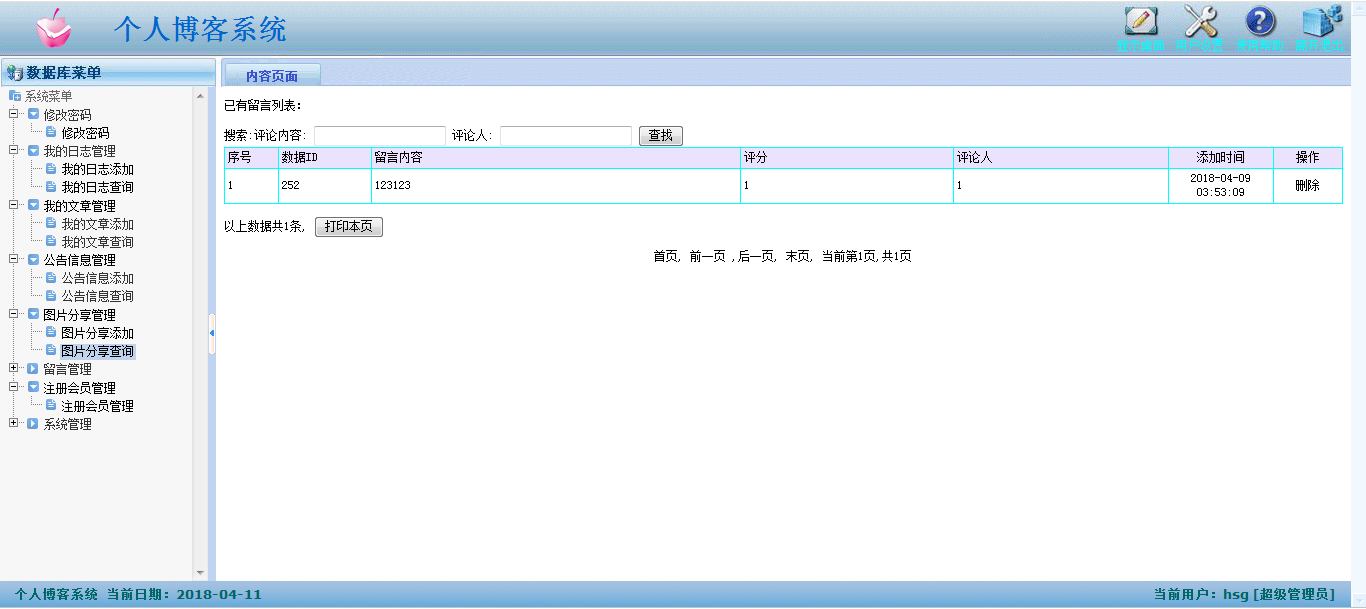 个人博客系统
数据库菜单
内容页面
系统菜单
修改密码
修改密码
我的日志管理
我的日志添加
我的日志查询
我的文章管理
我的文章添加
我的文章查询
公告信息管理
公告信息添加
公告信息查询
图片分享管理
图片分享添加
图片分享查询
留言管理
注册会员管理
注册会员管理
系统管理
已有留言列表：
搜索:评论内容: 评论人: 查找
序号 数据ID 留言内容 评分 评论人 添加时间 操作
1 252 123123 1 1 2018-04-09 03:53:09 删除
以上数据共1条, 打印本页
首页, 前一页 ,后一页, 末页, 当前第1页,共1页
个人博客系统 当前日期：2018-04-11
当前用户：hsg [超级管理员]